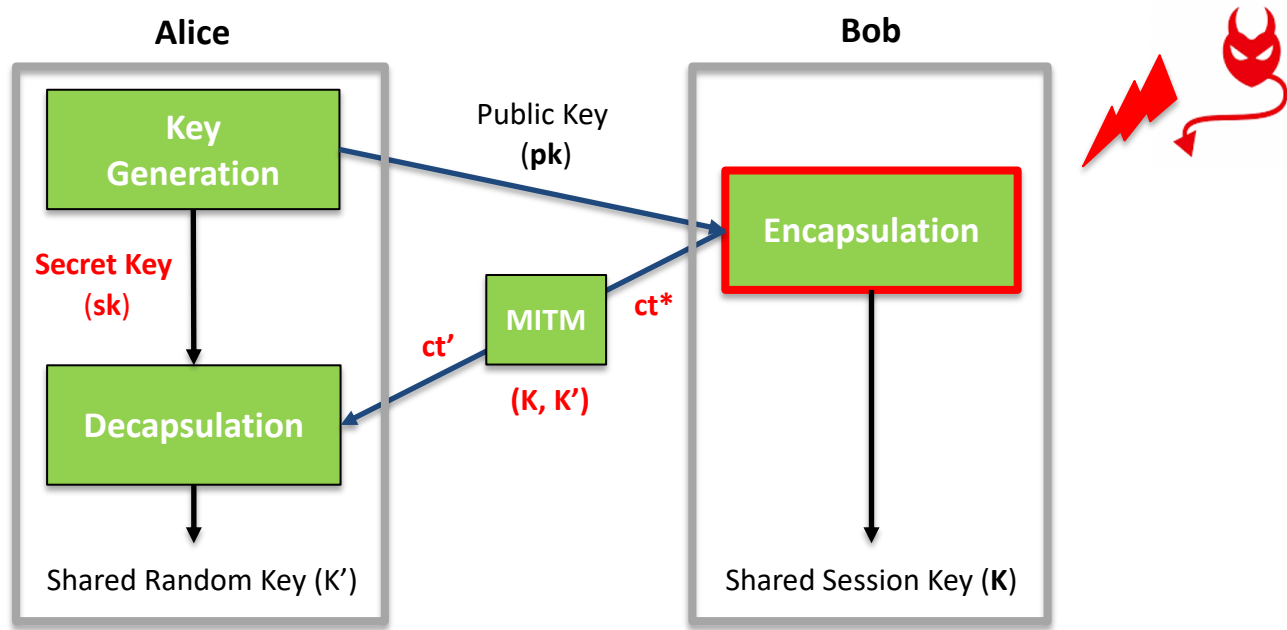 Alice
Bob
Key
Generation
Public Key
(pk)
Encapsulation
Secret Key
(sk)
MITM
ct*
ct’
(K, K’)
Decapsulation
Shared Random Key (K’)
Shared Session Key (K)